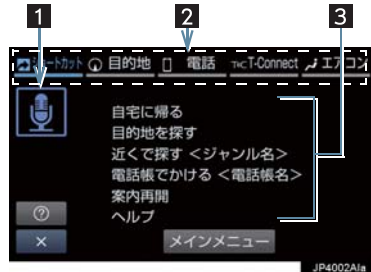 1 2 3
ショートカット 目的地 電話 T-Connect エアコン
自宅に帰る
目的地を探す
近くで探す <ジャンル名>
電話帳でかける <電話帳名>
案内再開
ヘルプ
?
× メインメニュー
JP4002AIa